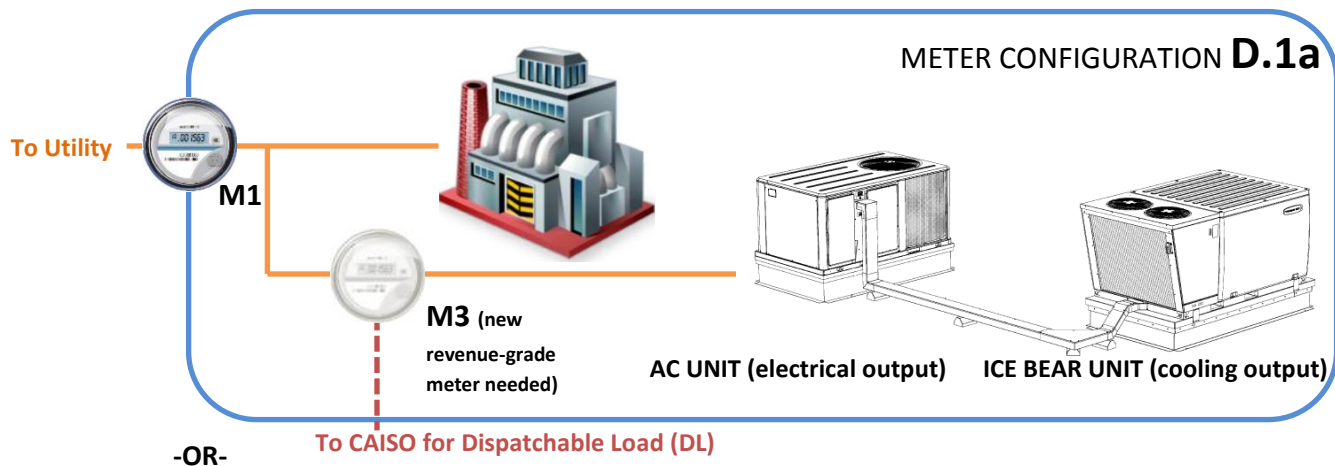 METER CONFIGURATION D.1a
To Utility
M1
M3 (new
revenue-grade
meter needed)
AC UNIT (electrical output)
ICE BEAR UNIT (cooling output)
To CAISO for Dispatchable Load (DL)
-OR-